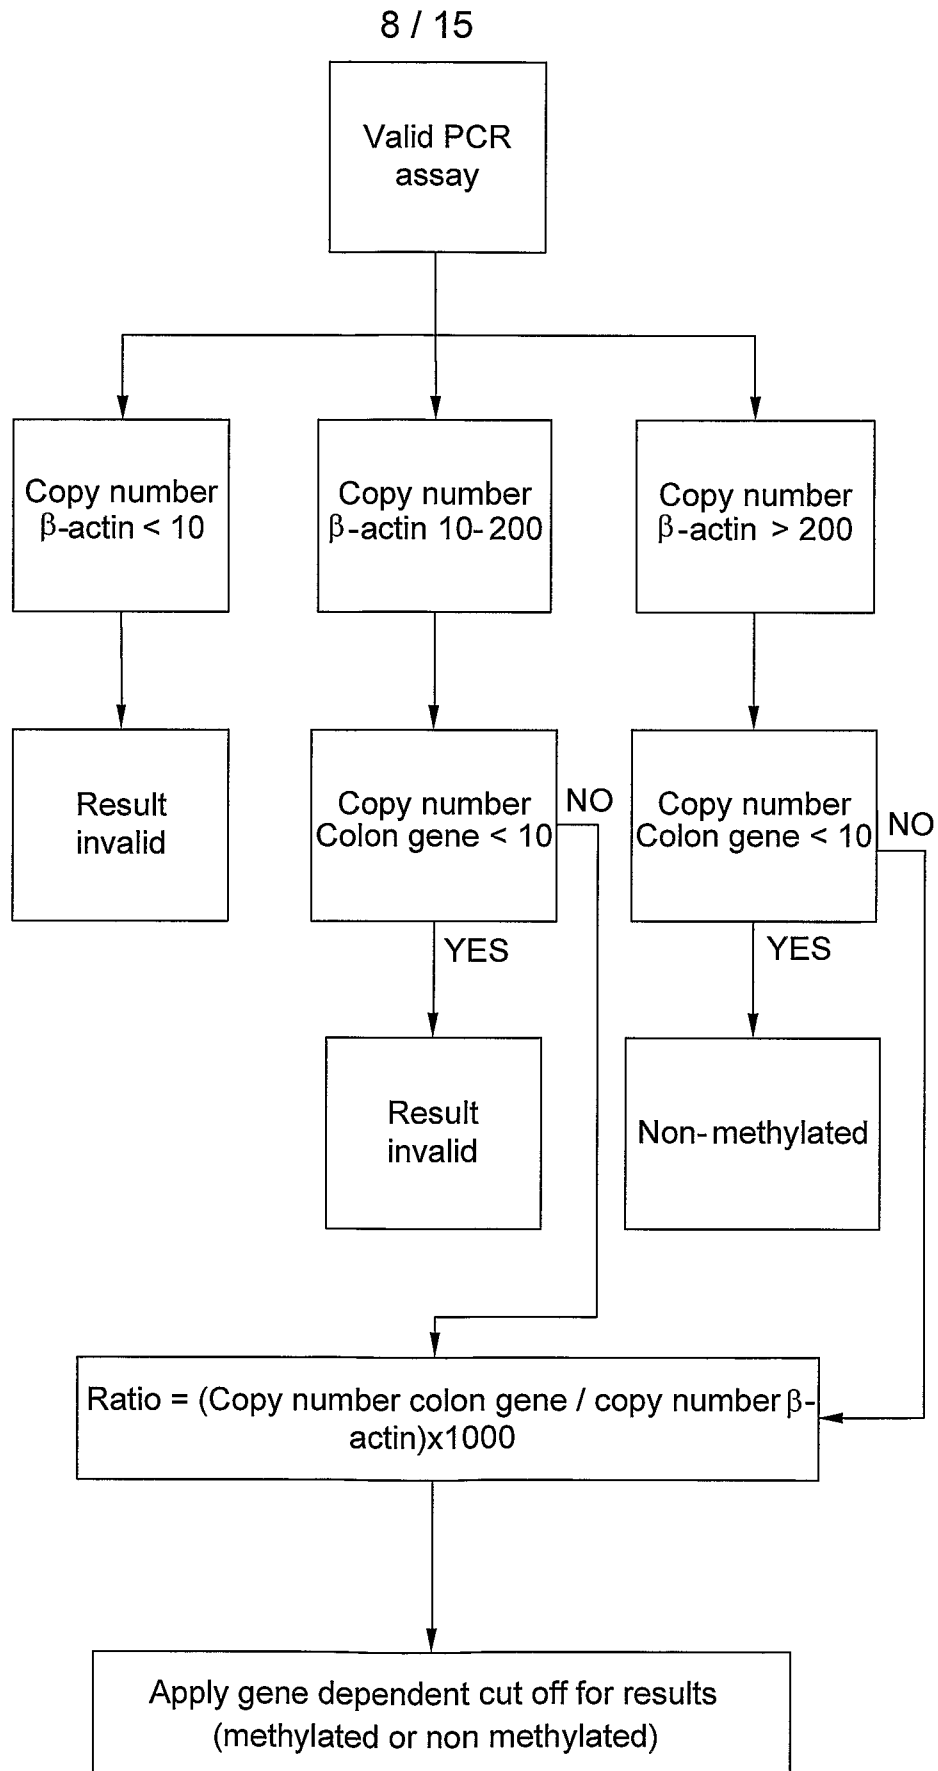 8 / 15
Valid PCR
assay
Copy number
β-actin < 10
Copy number
β-actin 10-200
Copy number
β-actin > 200
Result
invalid
Copy number
Colon gene < 10
NO
Copy number
Colon gene < 10
NO
YES
YES
Result
invalid
Non-methylated
Ratio = (Copy number colon gene / copy number β-
actin)x1000
Apply gene dependent cut off for results
(methylated or non methylated)